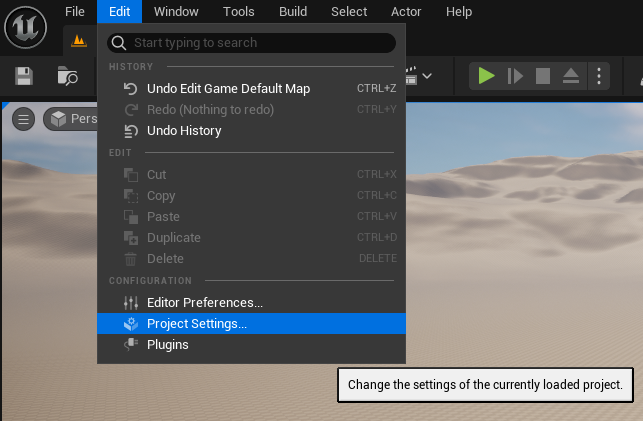 File Edit Window Tools Build Select Actor Help
Start typing to search
HISTORY
Undo Edit Game Default Map CTRL+Z
Redo (Nothing to redo) CTRL+Y
Undo History
Pers
EDIT
Cut CTRL+X
Copy CTRL+C
Paste CTRL+V
Duplicate CTRL+D
Delete DELETE
CONFIGURATION
Editor Preferences...
Project Settings...
Plugins
Change the settings of the currently loaded project.